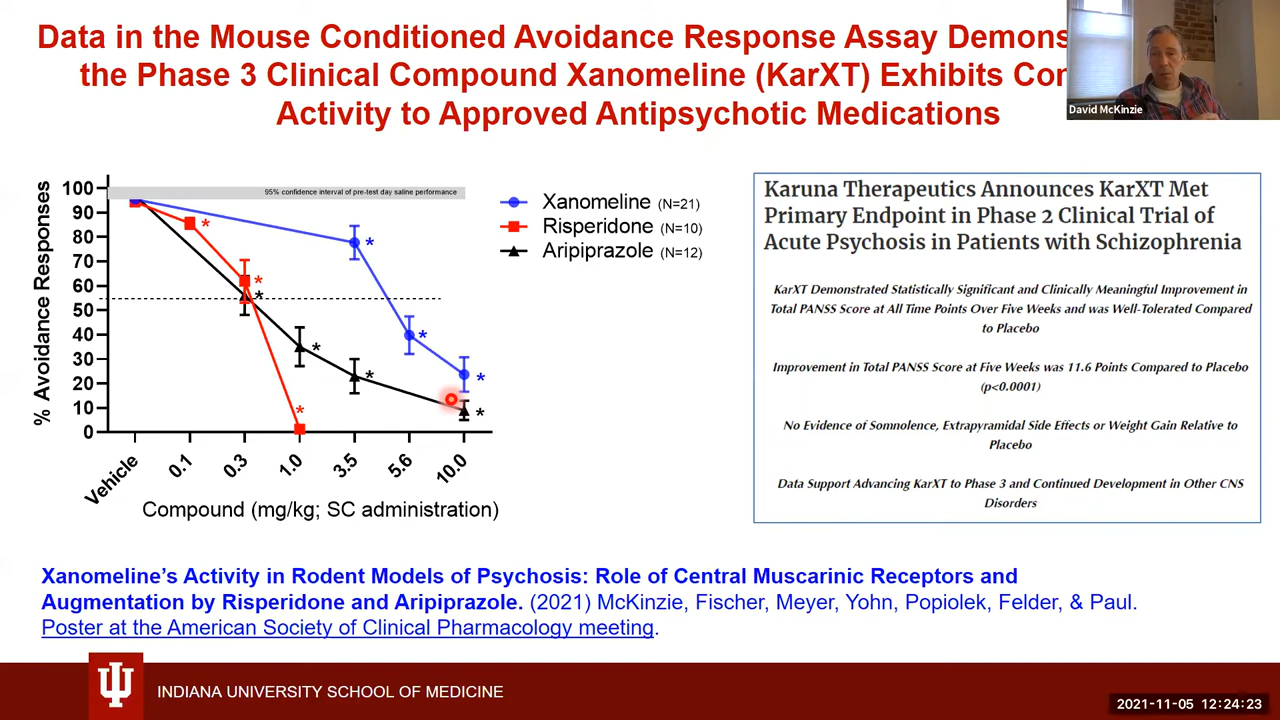 Data in the Mouse Conditioned Avoidance Response Assay Demons
the Phase 3 Clinical Compound Xanomeline (KarXT) Exhibits Com
Activity to Approved Antipsychotic Medications
David McKinzie
% Avoidance Responses
100
90
80
70
60
50
40
30
20
10
0
95% confidence interval of pre-test day saline performance
*
*
*
*
*
*
*
*
*
*
Vehicle
0.1
0.3
1.0
3.5
5.6
10.0
Compound (mg/kg; SC administration)
Xanomeline (N=21)
Risperidone (N=10)
Aripiprazole (N=12)
Karuna Therapeutics Announces KarXT Met
Primary Endpoint in Phase 2 Clinical Trial of
Acute Psychosis in Patients with Schizophrenia
KarXT Demonstrated Statistically Significant and Clinically Meaningful Improvement in
Total PANSS Score at All Time Points Over Five Weeks and was Well-Tolerated Compared
to Placebo
Improvement in Total PANSS Score at Five Weeks was 11.6 Points Compared to Placebo
(p<0.0001)
No Evidence of Somnolence, Extrapyramidal Side Effects or Weight Gain Relative to
Placebo
Data Support Advancing KarXT to Phase 3 and Continued Development in Other CNS
Disorders
Xanomeline's Activity in Rodent Models of Psychosis: Role of Central Muscarinic Receptors and
Augmentation by Risperidone and Aripiprazole. (2021) McKinzie, Fischer, Meyer, Yohn, Popiolek, Felder, & Paul.
Poster at the American Society of Clinical Pharmacology meeting.
INDIANA UNIVERSITY SCHOOL OF MEDICINE
2021-11-05 12:24:23